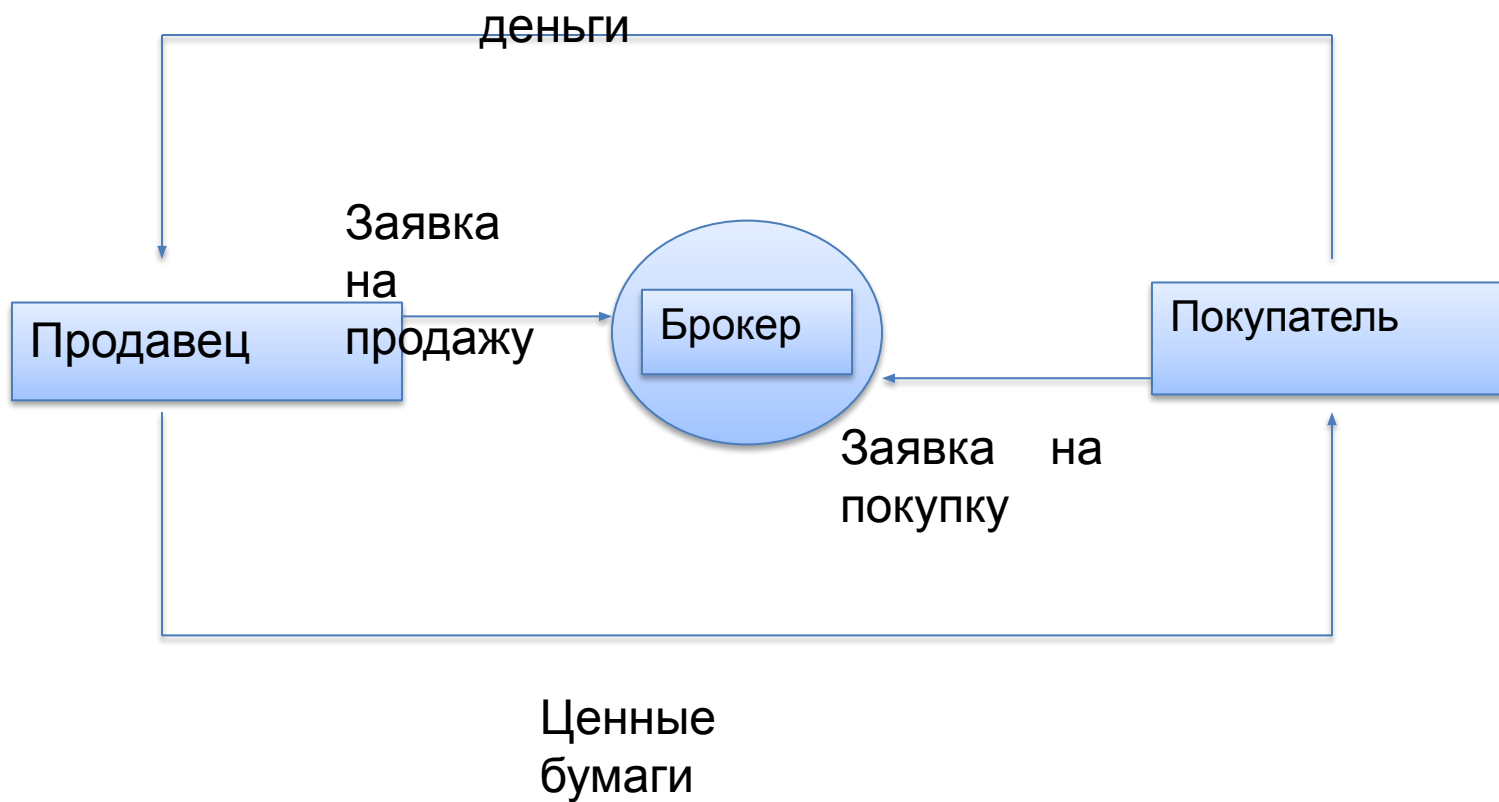 деньги
Заявка
на
продажу
Продавец
Брокер
Покупатель
Заявка на
покупку
Ценные
бумаги